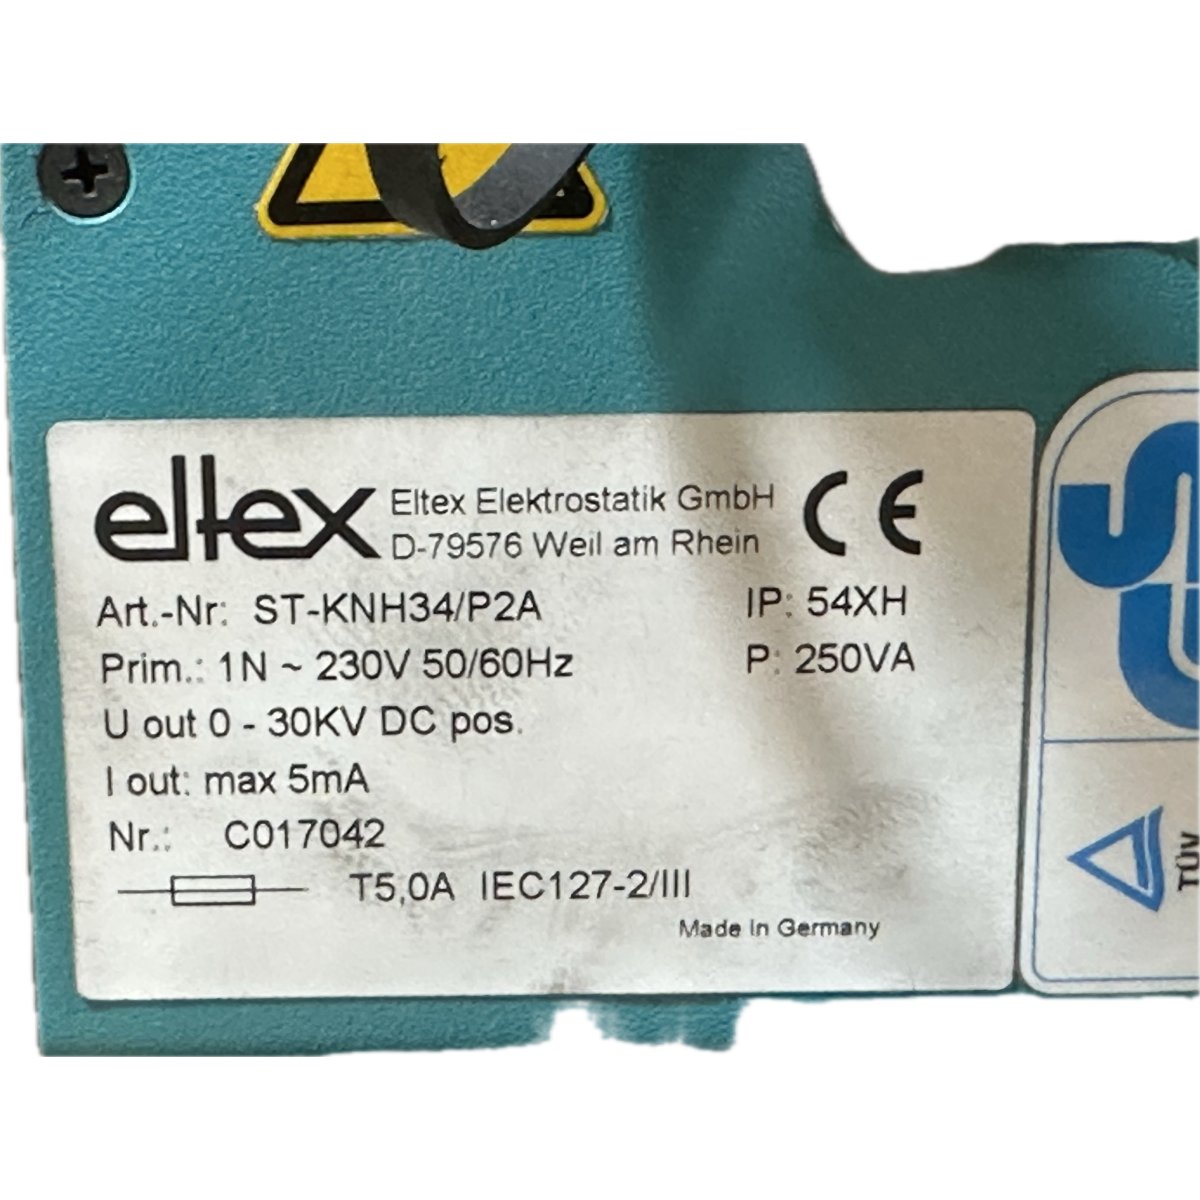 eltex Eltex Elektrostatik GmbH
D-79576 Weil am Rhein
CE
Art.-Nr: ST-KNH34/P2A IP: 54XH
Prim.: 1N ~ 230V 50/60Hz P: 250VA
U out 0 - 30KV DC pos.
I out: max 5mA
Nr.: C017042
T5,0A IEC127-2/III
Made in Germany
TÜV